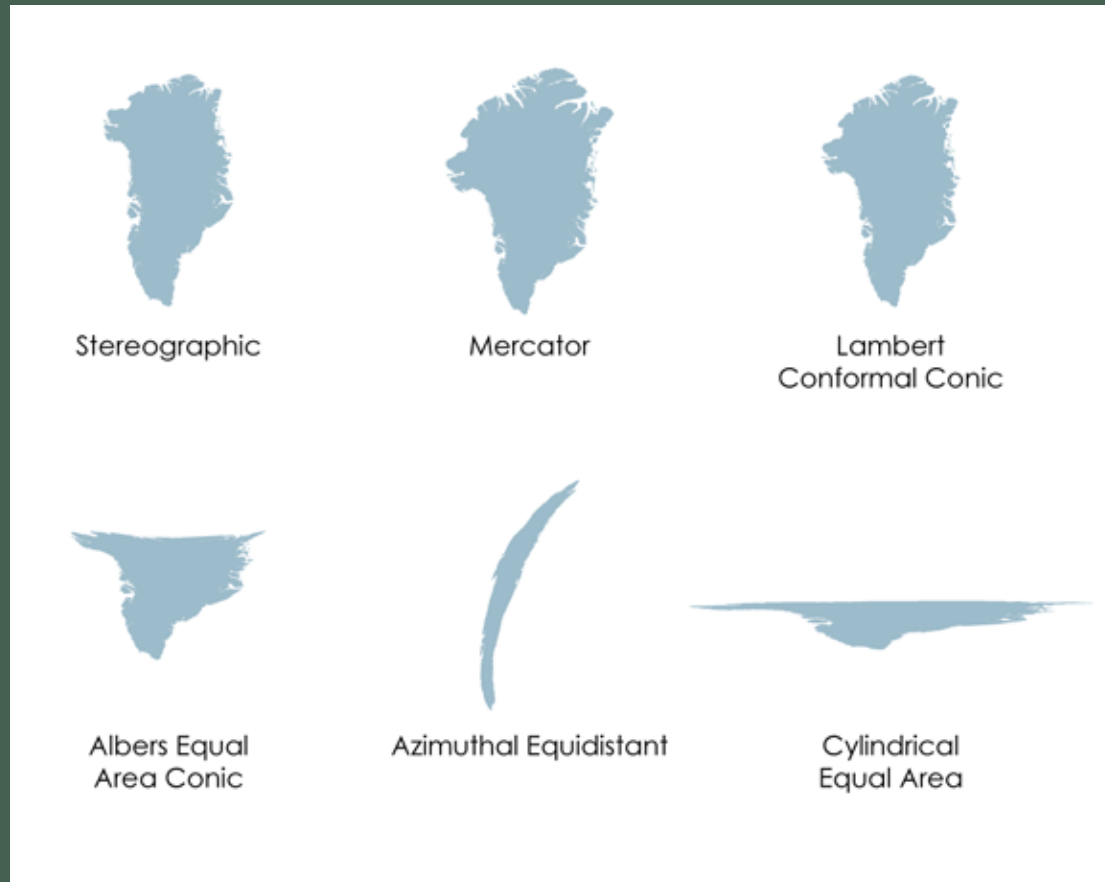 Stereographic
Mercator
Lambert
Conformal Conic
Albers Equal
Area Conic
Azimuthal Equidistant
Cylindrical
Equal Area